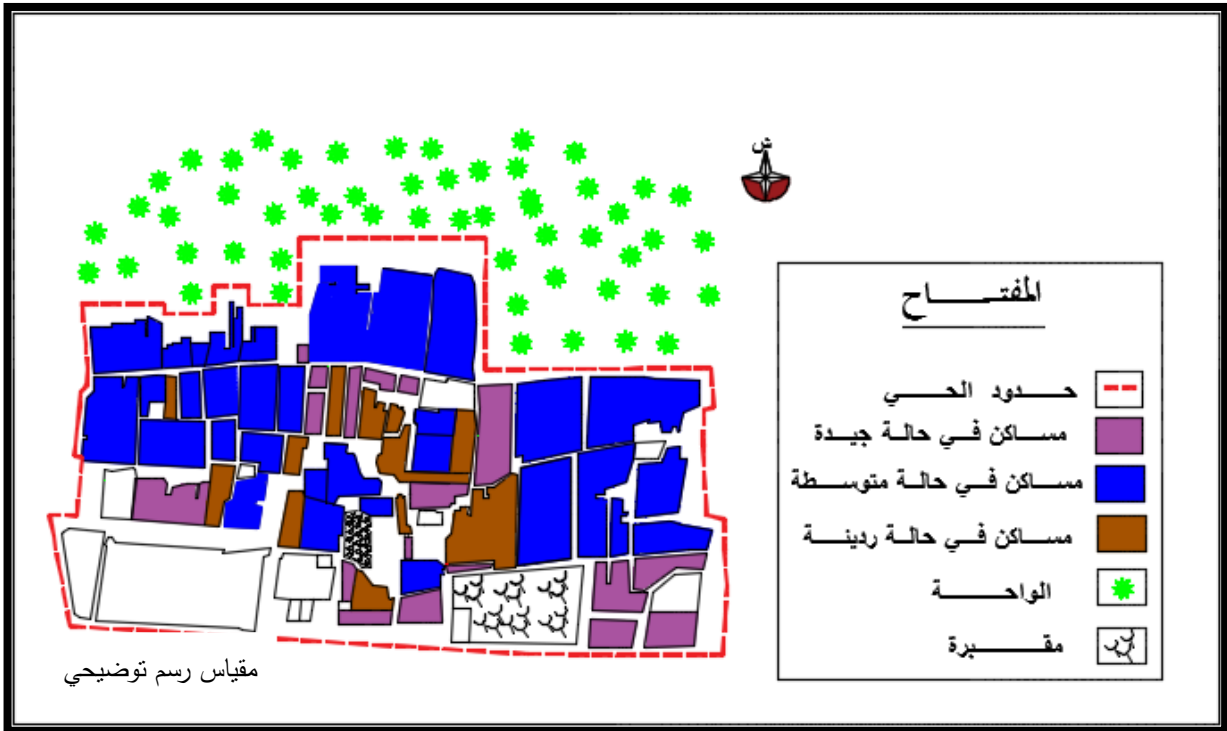 ش
المفتـــــاح
حـــدود الحـــي
مســاكن فــي حالــة جيــدة
مســاكن فــي حالــة متوســطة
مســاكن فــي حالــة ردينــة
الواحـــــة
مقـــــبرة
مقياس رسم توضيحي